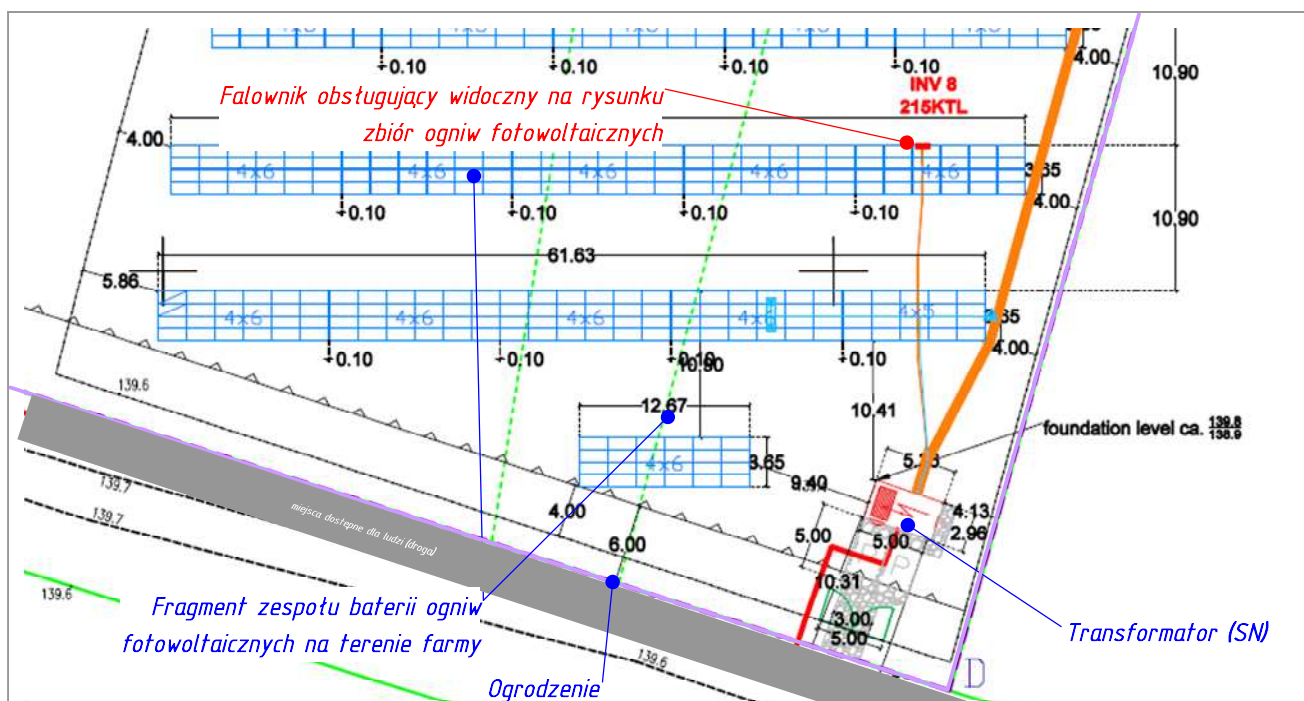 +0.10 +0.10 +0.10 +0.10
4.00
10.90
INV 8
215KTL
Falownik obsługujący widoczny na rysunku
zbiór ogniw fotowoltaicznych
4.00
4x6 4x6 4x6 4x6 4x6
3.65
4.00
+0.10 +0.10 +0.10 +0.10
10.90
61.63
5.86
4x6 4x6 4x6 4x6 4x5
4.00
+0.10 +0.10 +0.10 +0.10
10.90
139.6
12.67
10.41
foundation level ca. 139.8
138.9
4x6
3.65
9.40
139.7
139.7
miejsca dostępne dla ludzi (droga)
4.00
6.00
4.13
2.96
5.00
5.00
10.31
139.6
Fragment zespołu baterii ogniw
fotowoltaicznych na terenie farmy
3.00
5.00
Transformator (SN)
139.6
D
Ogrodzenie